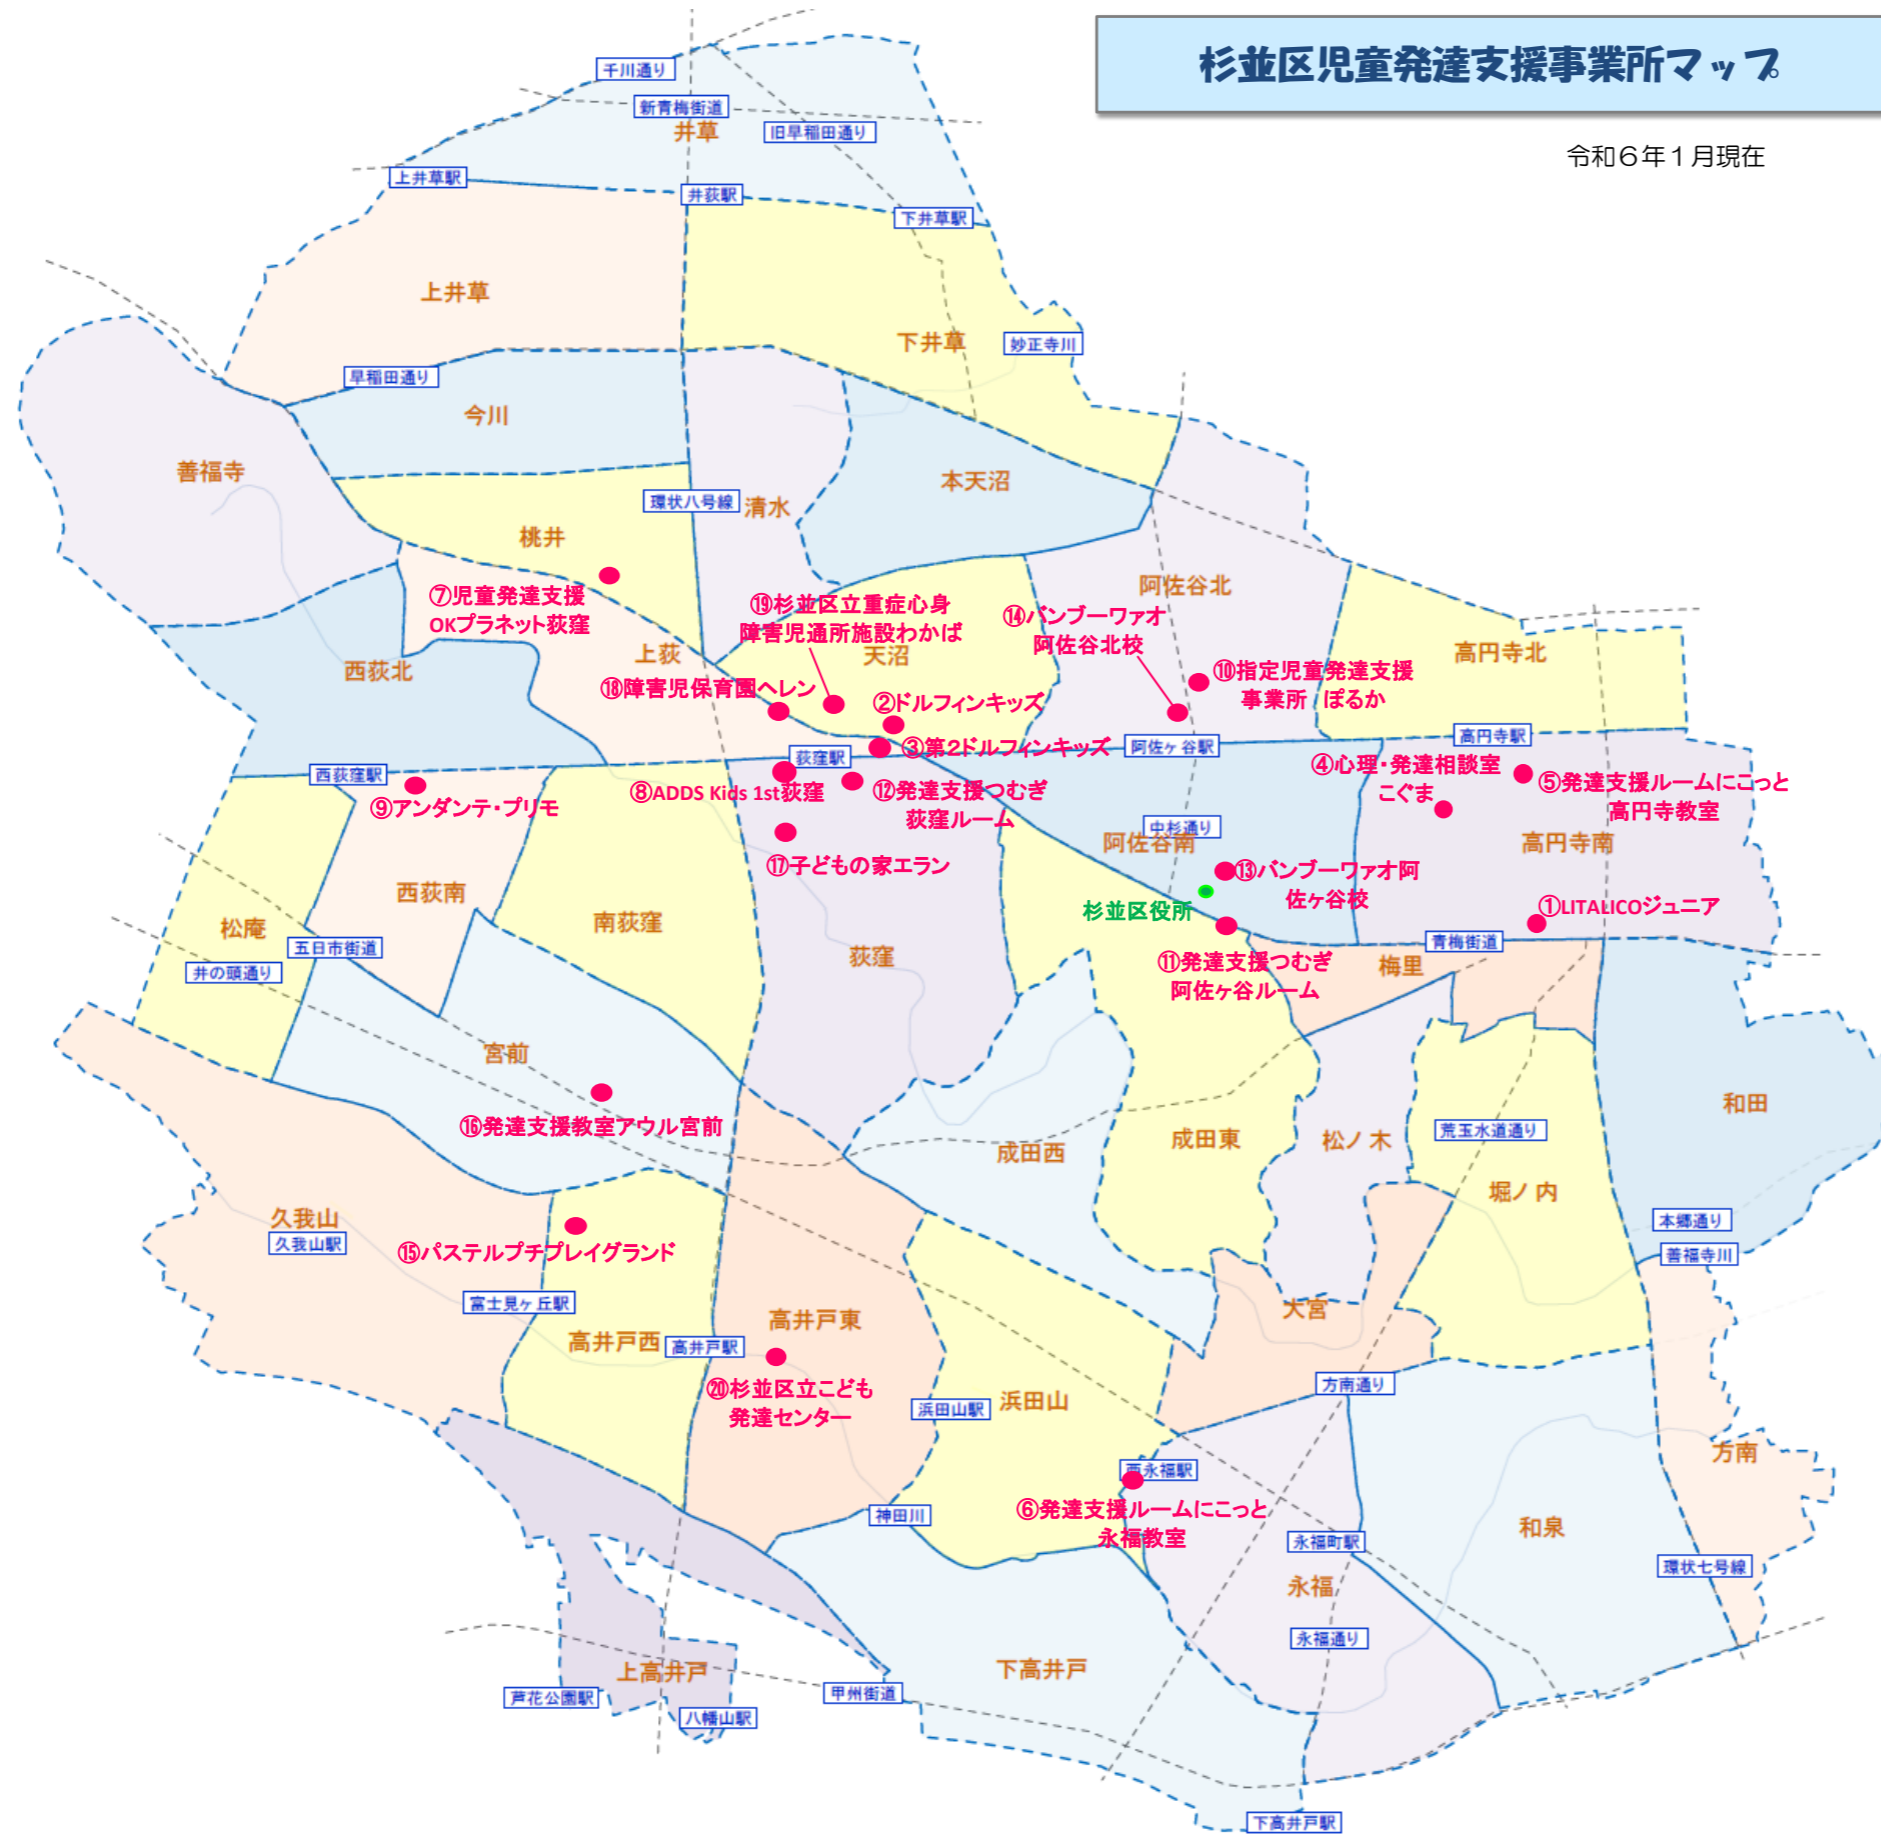 杉並区児童発達支援事業所マップ
令和６年１月現在
千川通り
新青梅街道
井草
旧早稲田通り
上井草駅
井荻駅
下井草駅
上井草
下井草
妙正寺川
早稲田通り
今川
善福寺
本天沼
環状八号線
清水
桃井
⑦児童発達支援
OKプラネット荻窪
⑲杉並区立重症心身
障害児通所施設わかば
天沼
阿佐谷北
⑭バンブーワァオ
阿佐谷北校
⑩指定児童発達支援
事業所 ぽるか
高円寺北
上荻
西荻北
⑱障害児保育園ヘレン
②ドルフィンキッズ
③第2ドルフィンキッズ
荻窪駅
阿佐ヶ谷駅
高円寺駅
西荻窪駅
⑨アンダンテ・プリモ
⑧ADDS Kids 1st荻窪
⑫発達支援つむぎ
荻窪ルーム
④心理・発達相談室
こぐま
⑤発達支援ルームにこっと
高円寺教室
中杉通り
阿佐谷南
高円寺南
⑰子どもの家エラン
⑬バンブーワァオ阿
佐ヶ谷校
杉並区役所
①LITALICOジュニア
西荻南
松庵
南荻窪
五日市街道
井の頭通り
荻窪
青梅街道
梅里
⑪発達支援つむぎ
阿佐ヶ谷ルーム
宮前
⑯発達支援教室アウル宮前
和田
荒玉水道通り
成田西
成田東
松ノ木
堀ノ内
久我山
久我山駅
⑮パステルプチプレイグランド
本郷通り
善福寺川
富士見ヶ丘駅
高井戸西
高井戸駅
高井戸東
大宮
⑳杉並区立こども
発達センター
浜田山駅
浜田山
方南通り
方南
西永福駅
⑥発達支援ルームにこっと
永福教室
神田川
永福町駅
和泉
環状七号線
永福
永福通り
上高井戸
下高井戸
芦花公園駅
甲州街道
八幡山駅
下高井戸駅